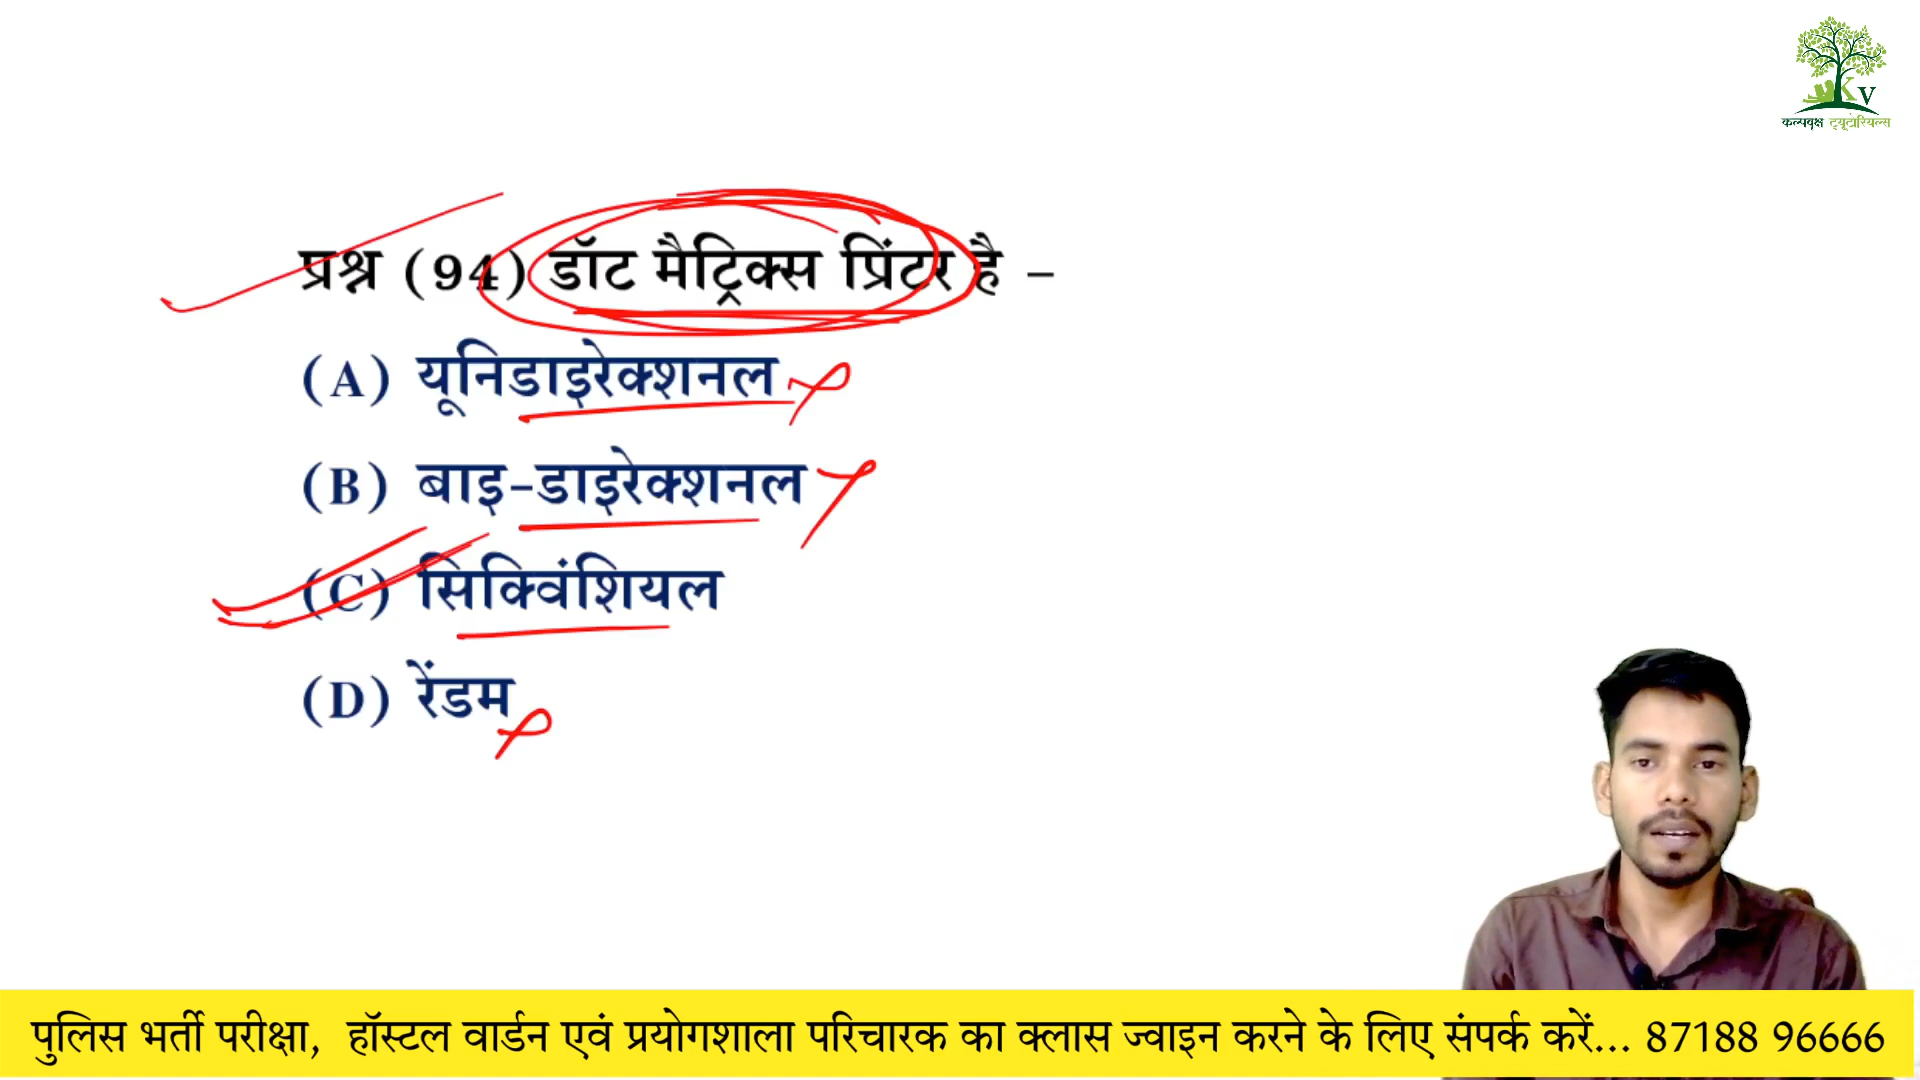 KV
कल्पवृक्ष ट्यूटोरियल्स
प्रश्न (94) डॉट मैट्रिक्स प्रिंटर है –
(A) यूनिडाइरेक्शनल
(B) बाइ-डाइरेक्शनल
(C) सिक्विंशियल
(D) रेंडम
पुलिस भर्ती परीक्षा, हॉस्टल वार्डन एवं प्रयोगशाला परिचारक का क्लास ज्वाइन करने के लिए संपर्क करें... 87188 96666